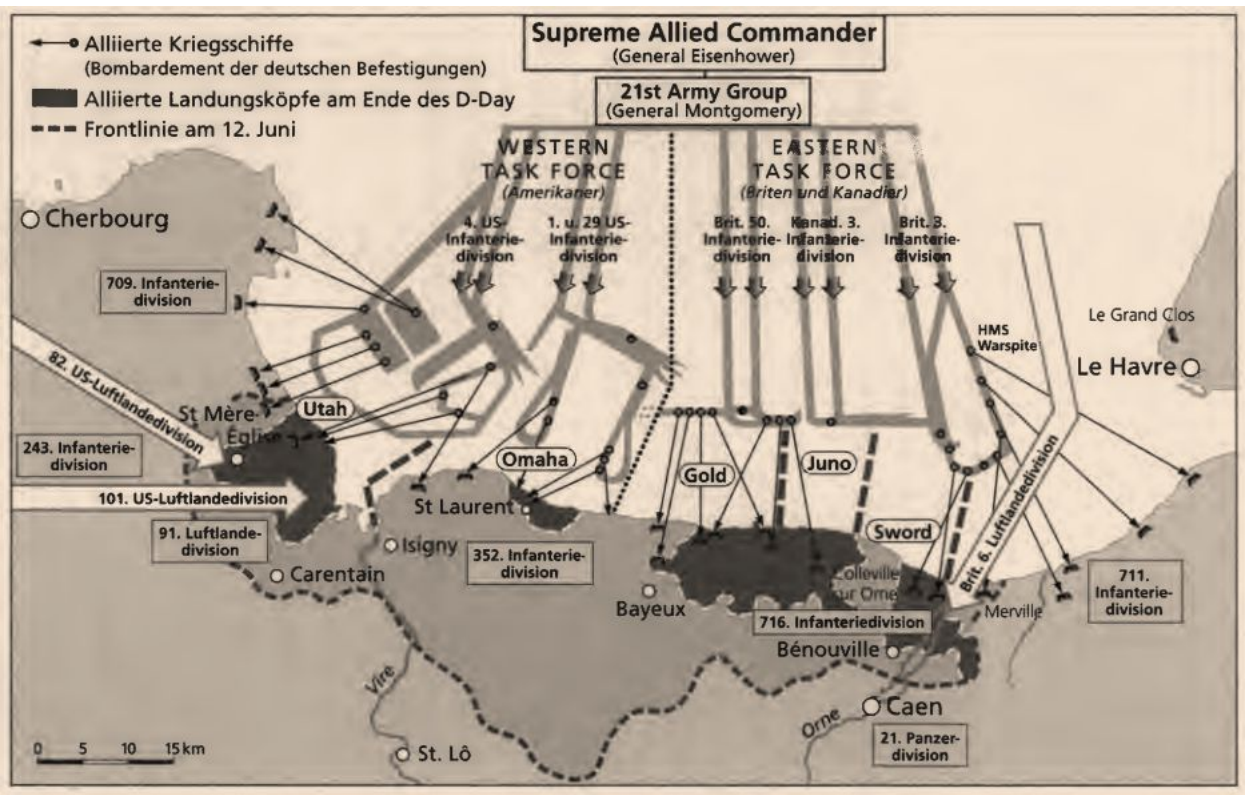 Alliierte Kriegsschiffe
(Bombardement der deutschen Befestigungen)
Alliierte Landungsköpfe am Ende des D-Day
Frontlinie am 12. Juni
Supreme Allied Commander
(General Eisenhower)
21st Army Group
(General Montgomery)
WESTERN
TASK FORCE
(Amerikaner)
EASTERN
TASK FORCE
(Briten und Kanadier)
4. US-
Infanterie-
division
1. u. 29 US-
Infanterie-
division
Brit. 50.
Infanterie-
division
Kanad. 3.
Infanterie-
division
Brit. 3.
Infanterie-
division
Cherbourg
709. Infanterie-
division
HMS
Warspite
Le Grand Clos
Le Havre
82. US-Luftlandedivision
St Mère-
Église
Utah
243. Infanterie-
division
101. US-Luftlandedivision
91. Luftlande-
division
Omaha
St Laurent
Isigny
352. Infanterie-
division
Carentain
Gold
Juno
Sword
Brit. 6. Luftlandedivision
Colleville
sur Orne
Merville
711.
Infanterie-
division
Bayeux
716. Infanteriedivision
Bénouville
Caen
Orne
21. Panzer-
division
Vire
St. Lô
0 5 10 15 km